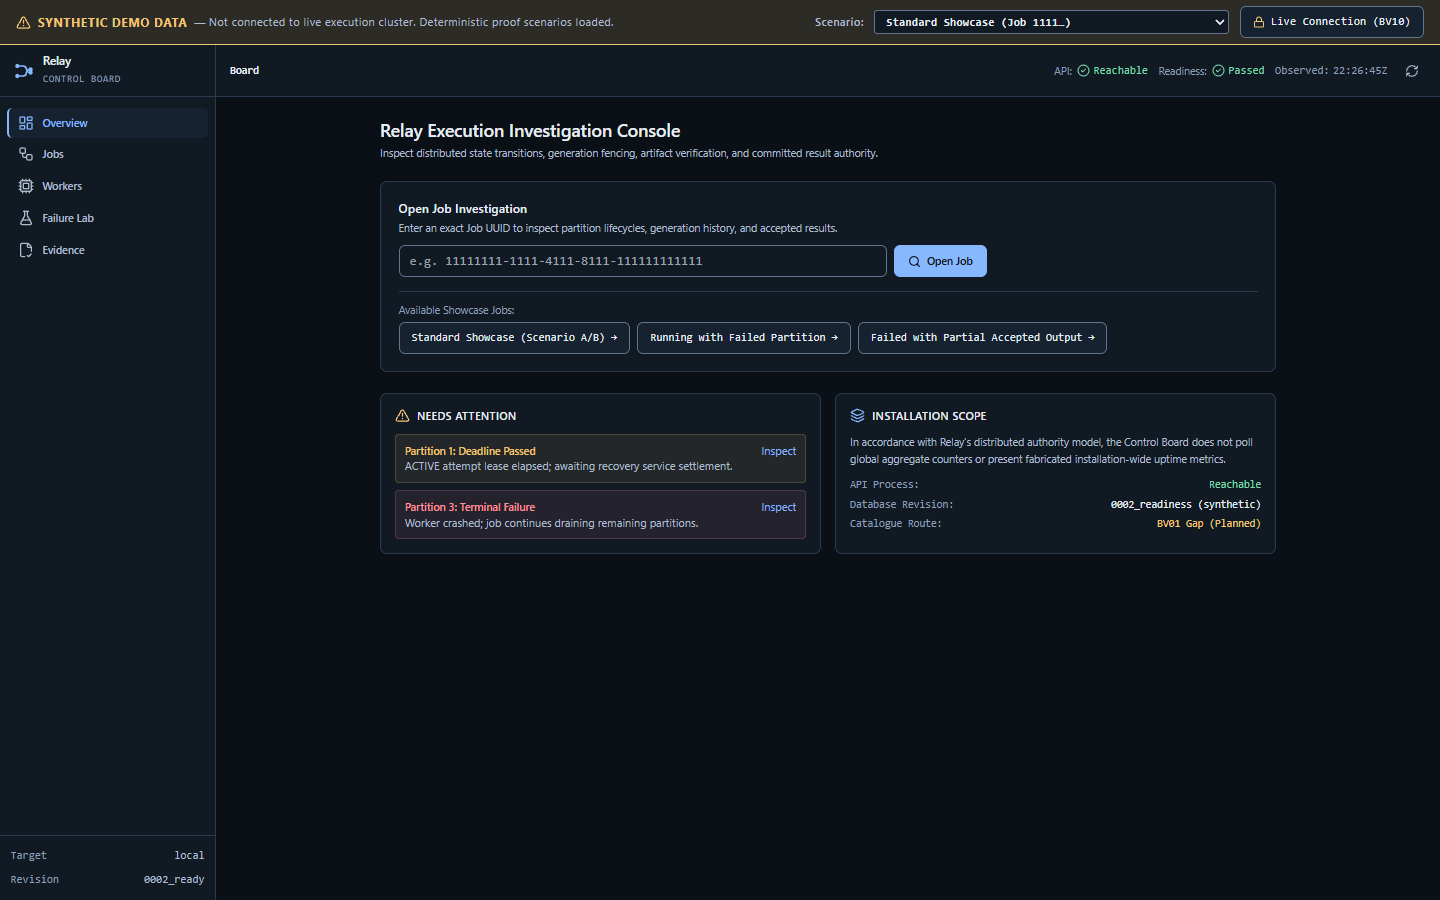 SYNTHETIC DEMO DATA — Not connected to live execution cluster. Deterministic proof scenarios loaded.
Scenario: Standard Showcase (Job 1111…) Live Connection (BV10)
Relay
CONTROL BOARD
Board
API: Reachable Readiness: Passed Observed: 22:26:45Z
Overview
Jobs
Workers
Failure Lab
Evidence
Relay Execution Investigation Console
Inspect distributed state transitions, generation fencing, artifact verification, and committed result authority.
Open Job Investigation
Enter an exact Job UUID to inspect partition lifecycles, generation history, and accepted results.
e.g. 11111111-1111-4111-8111-111111111111 Open Job
Available Showcase Jobs:
Standard Showcase (Scenario A/B) → Running with Failed Partition → Failed with Partial Accepted Output →
NEEDS ATTENTION
Partition 1: Deadline Passed Inspect
ACTIVE attempt lease elapsed; awaiting recovery service settlement.
Partition 3: Terminal Failure Inspect
Worker crashed; job continues draining remaining partitions.
INSTALLATION SCOPE
In accordance with Relay's distributed authority model, the Control Board does not poll
global aggregate counters or present fabricated installation-wide uptime metrics.
API Process: Reachable
Database Revision: 0002_readiness (synthetic)
Catalogue Route: BV01 Gap (Planned)
Target local
Revision 0002_ready